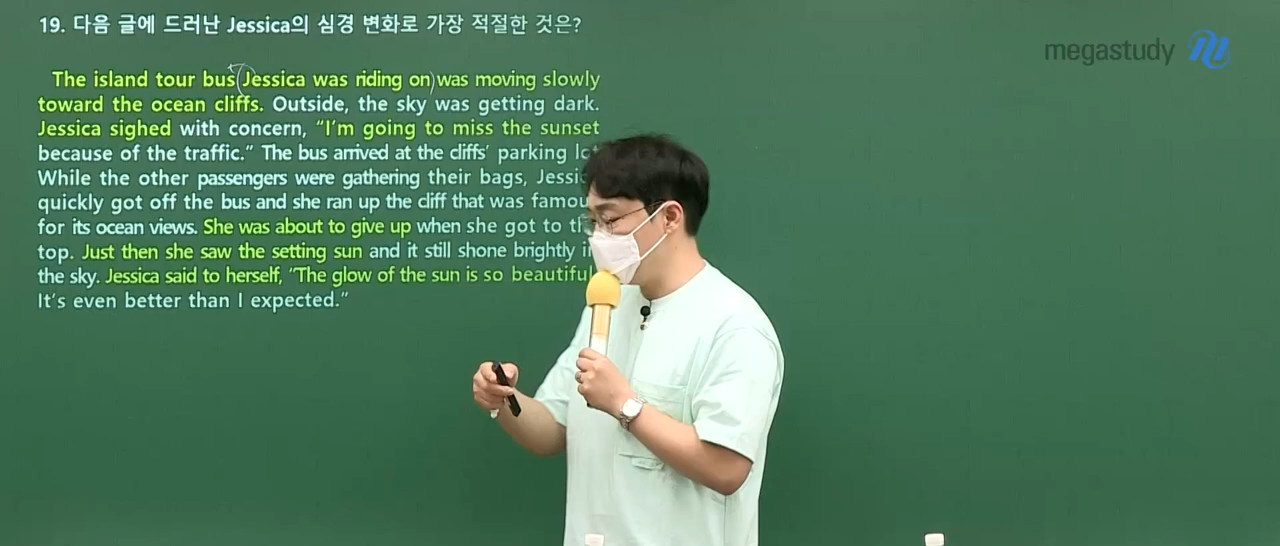 19. 다음 글에 드러난 Jessica의 심경 변화로 가장 적절한 것은?
megastudy
The island tour bus(Jessica was riding on)was moving slowly
toward the ocean cliffs. Outside, the sky was getting dark.
Jessica sighed with concern, “I’m going to miss the sunset
because of the traffic.” The bus arrived at the cliffs’ parking
While the other passengers were gathering their bags,
quickly got off the bus and she ran up the cliff that was
for its ocean views. She was about to give up when she got to
top. Just then she saw the setting sun and it still shone brightly
the sky. Jessica said to herself, “The glow of the sun is so beautiful
It’s even better than I expected.”